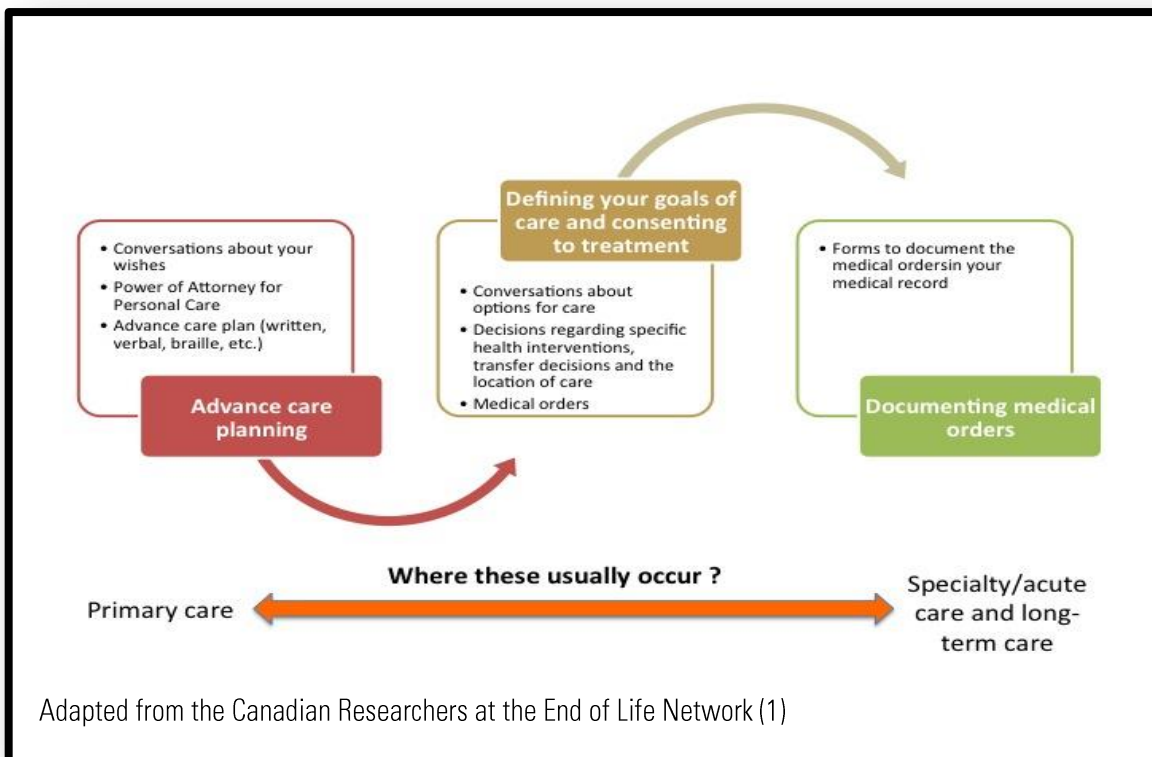 • Conversations about your
wishes
• Power of Attorney for
Personal Care
• Advance care plan (written,
verbal, braille, etc.)
Advance care
planning
Defining your goals of
care and consenting
to treatment
• Conversations about
options for care
• Decisions regarding specific
health interventions,
transfer decisions and the
location of care
• Medical orders
• Forms to document the
medical ordersin your
medical record
Documenting medical
orders
Where these usually occur ?
Primary care
Specialty/acute
care and long-
term care
Adapted from the Canadian Researchers at the End of Life Network (1)